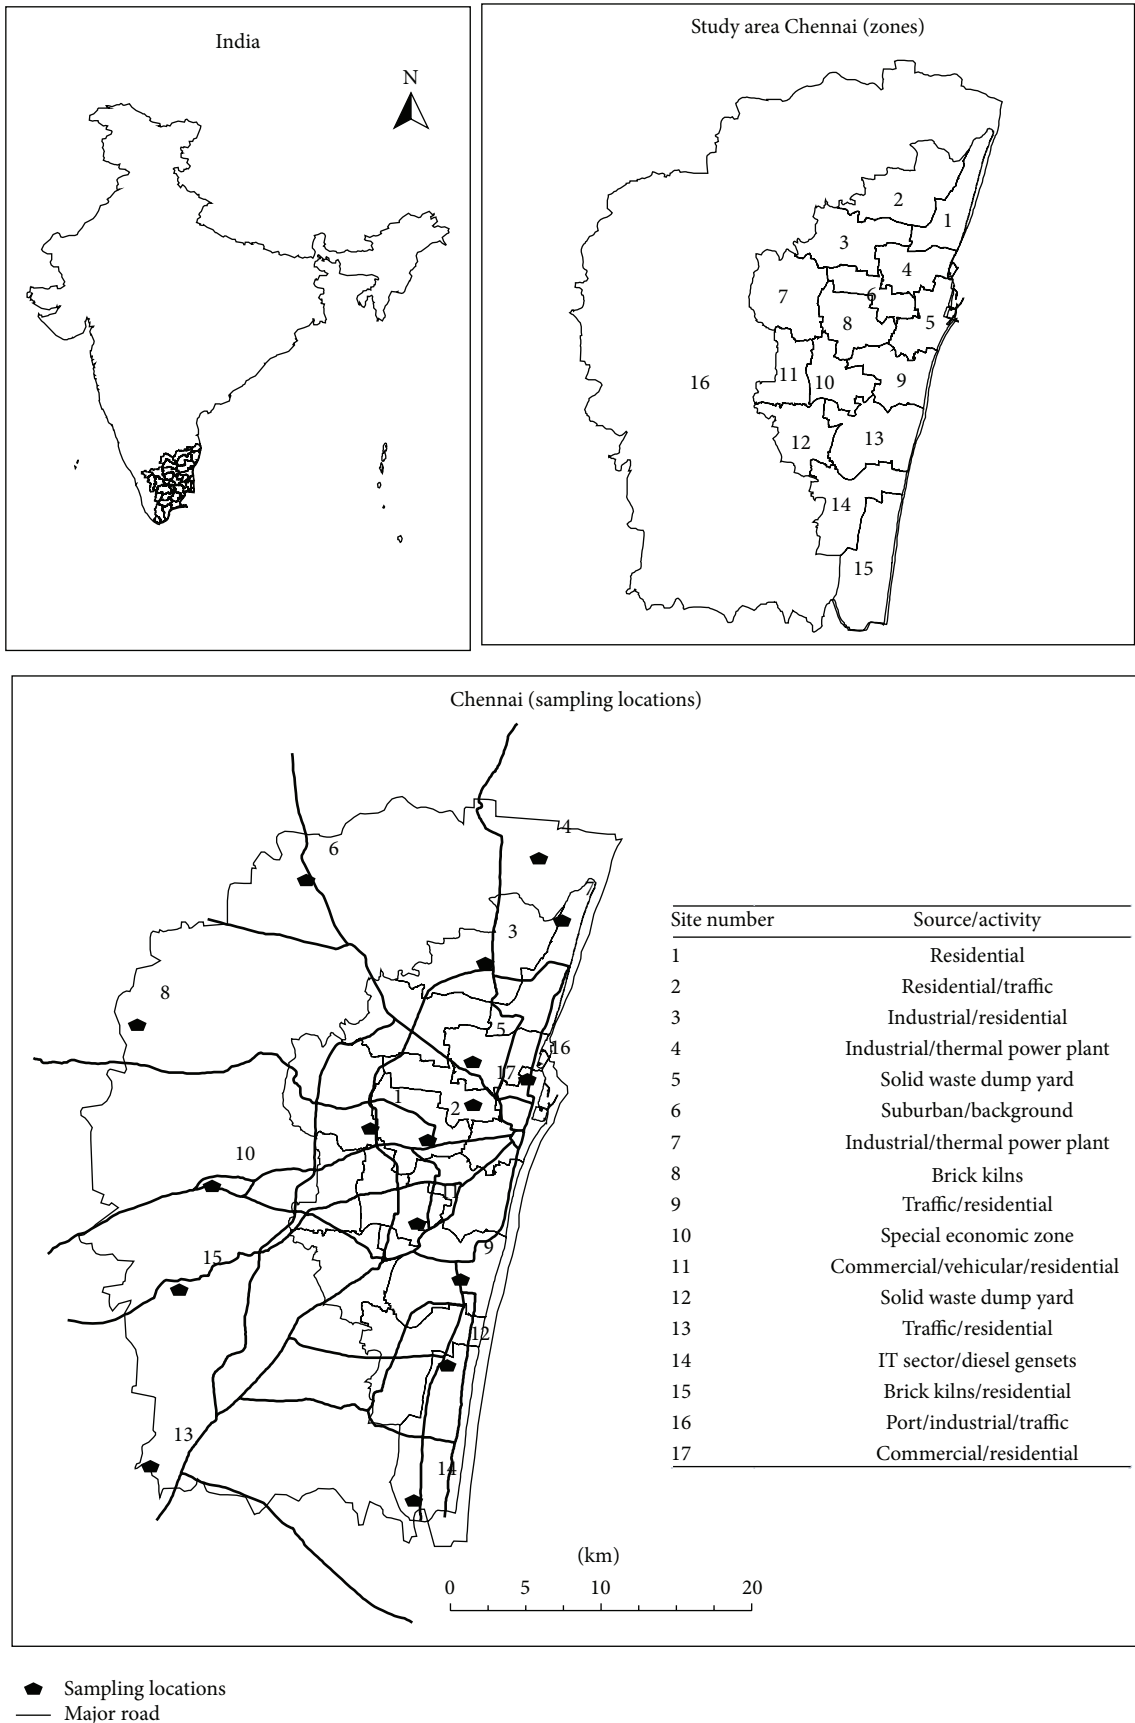 India
N
Study area Chennai (zones)
2
1
3
4
7
6
8
5
16
11
10
9
12
13
14
15
Chennai (sampling locations)
4
6
7
3
8
5
16
17
1
2
10
11
9
15
12
13
14
Site number Source/activity
1 Residential
2 Residential/traffic
3 Industrial/residential
4 Industrial/thermal power plant
5 Solid waste dump yard
6 Suburban/background
7 Industrial/thermal power plant
8 Brick kilns
9 Traffic/residential
10 Special economic zone
11 Commercial/vehicular/residential
12 Solid waste dump yard
13 Traffic/residential
14 IT sector/diesel gensets
15 Brick kilns/residential
16 Port/industrial/traffic
17 Commercial/residential
(km)
0 5 10 20
Sampling locations
Major road